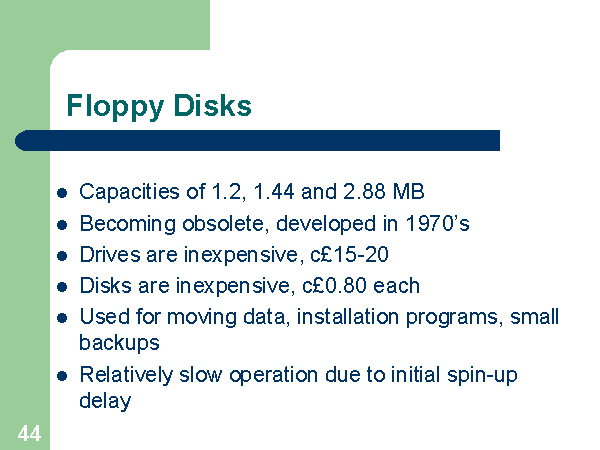 Floppy Disks
● Capacities of 1.2, 1.44 and 2.88 MB
● Becoming obsolete, developed in 1970’s
● Drives are inexpensive, c£15-20
● Disks are inexpensive, c£0.80 each
● Used for moving data, installation programs, small
backups
● Relatively slow operation due to initial spin-up
delay
44